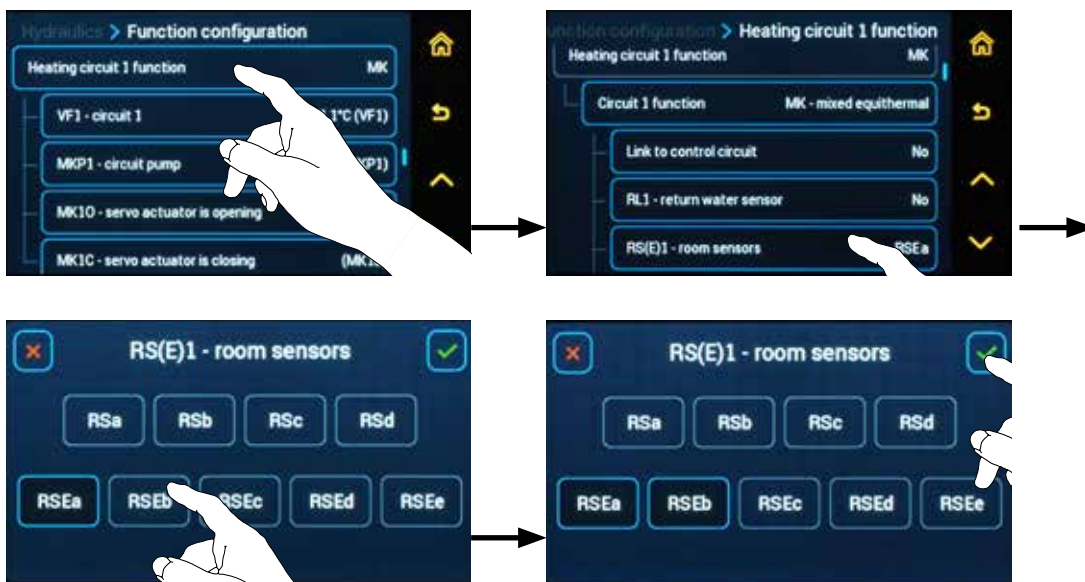 Hydraulics > Function configuration
Heating circuit 1 function MK
VF1 - circuit 1 1°C (VF1)
MKP1 - circuit pump
MK1O - servo actuator is opening
MK1C - servo actuator is closing
function configuration > Heating circuit 1 function
Heating circuit 1 function MK
Circuit 1 function MK - mixed equithermal
Link to control circuit No
RL1 - return water sensor No
RS(E)1 - room sensors RSEa
RS(E)1 - room sensors
RSa RSb RSc RSd
RSEa RSEb RSEc RSEd RSEe
RS(E)1 - room sensors
RSa RSb RSc RSd
RSEa RSEb RSEc RSEd RSEe